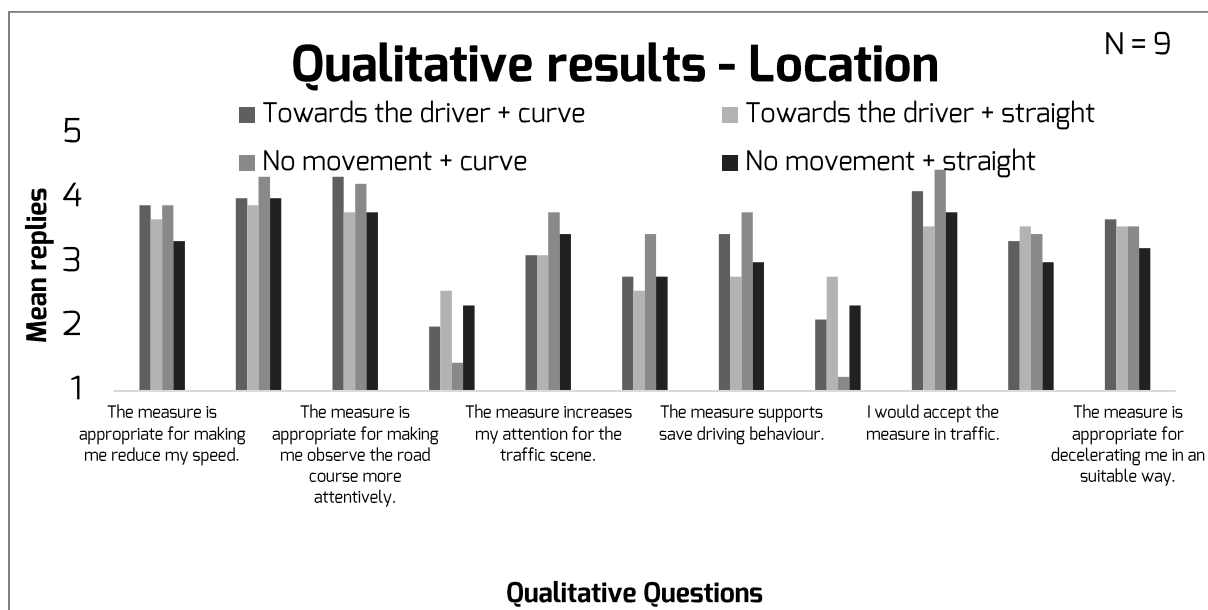 N = 9
Qualitative results - Location
Towards the driver + curve
Towards the driver + straight
No movement + curve
No movement + straight
Mean replies
5
4
3
2
1
The measure is
appropriate for making
me reduce my speed.
The measure is
appropriate for making
me observe the road
course more
attentively.
The measure increases
my attention for the
traffic scene.
The measure supports
save driving behaviour.
I would accept the
measure in traffic.
The measure is
appropriate for
decelerating me in an
suitable way.
Qualitative Questions